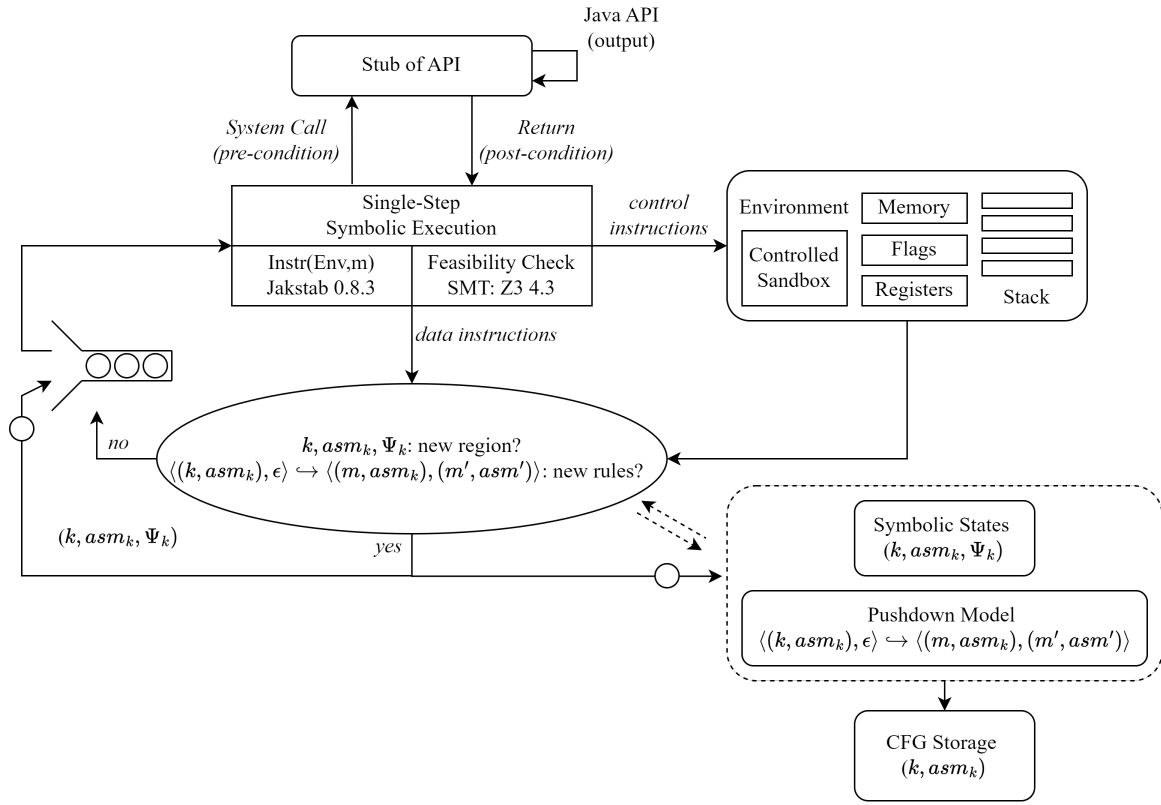 Java API
(output)
Stub of API
System Call
(pre-condition)
Return
(post-condition)
Single-Step
Symbolic Execution
Instr(Env,m)
Jakstab 0.8.3
Feasibility Check
SMT: Z3 4.3
control
instructions
Environment
Controlled
Sandbox
Memory
Flags
Registers
Stack
data instructions
no
k, asm_k, Ψ_k: new region?
⟨(k, asm_k), ϵ⟩ ↪ ⟨(m, asm_k), (m', asm')⟩: new rules?
(k, asm_k, Ψ_k)
yes
Symbolic States
(k, asm_k, Ψ_k)
Pushdown Model
⟨(k, asm_k), ϵ⟩ ↪ ⟨(m, asm_k), (m', asm')⟩
CFG Storage
(k, asm_k)